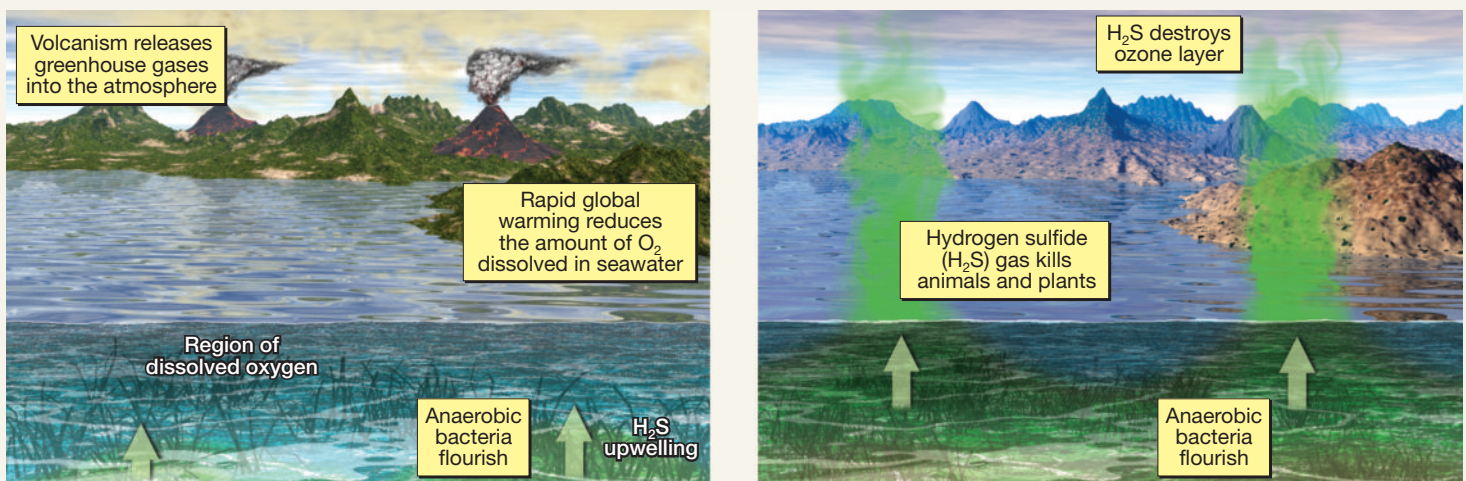 Volcanism releases
greenhouse gases
into the atmosphere
Rapid global
warming reduces
the amount of O₂
dissolved in seawater
Region of
dissolved oxygen
Anaerobic
bacteria
flourish
H₂S
upwelling
H₂S destroys
ozone layer
Hydrogen sulfide
(H₂S) gas kills
animals and plants
Anaerobic
bacteria
flourish